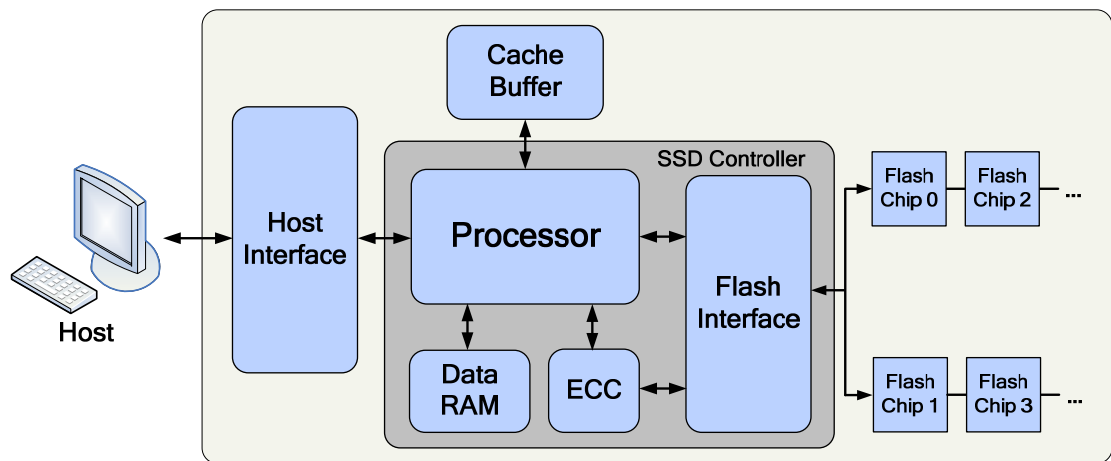 Cache
Buffer
SSD Controller
Host
Interface
Processor
Flash
Interface
Data
RAM
ECC
Flash
Chip 0
Flash
Chip 2
...
Flash
Chip 1
Flash
Chip 3
...
Host